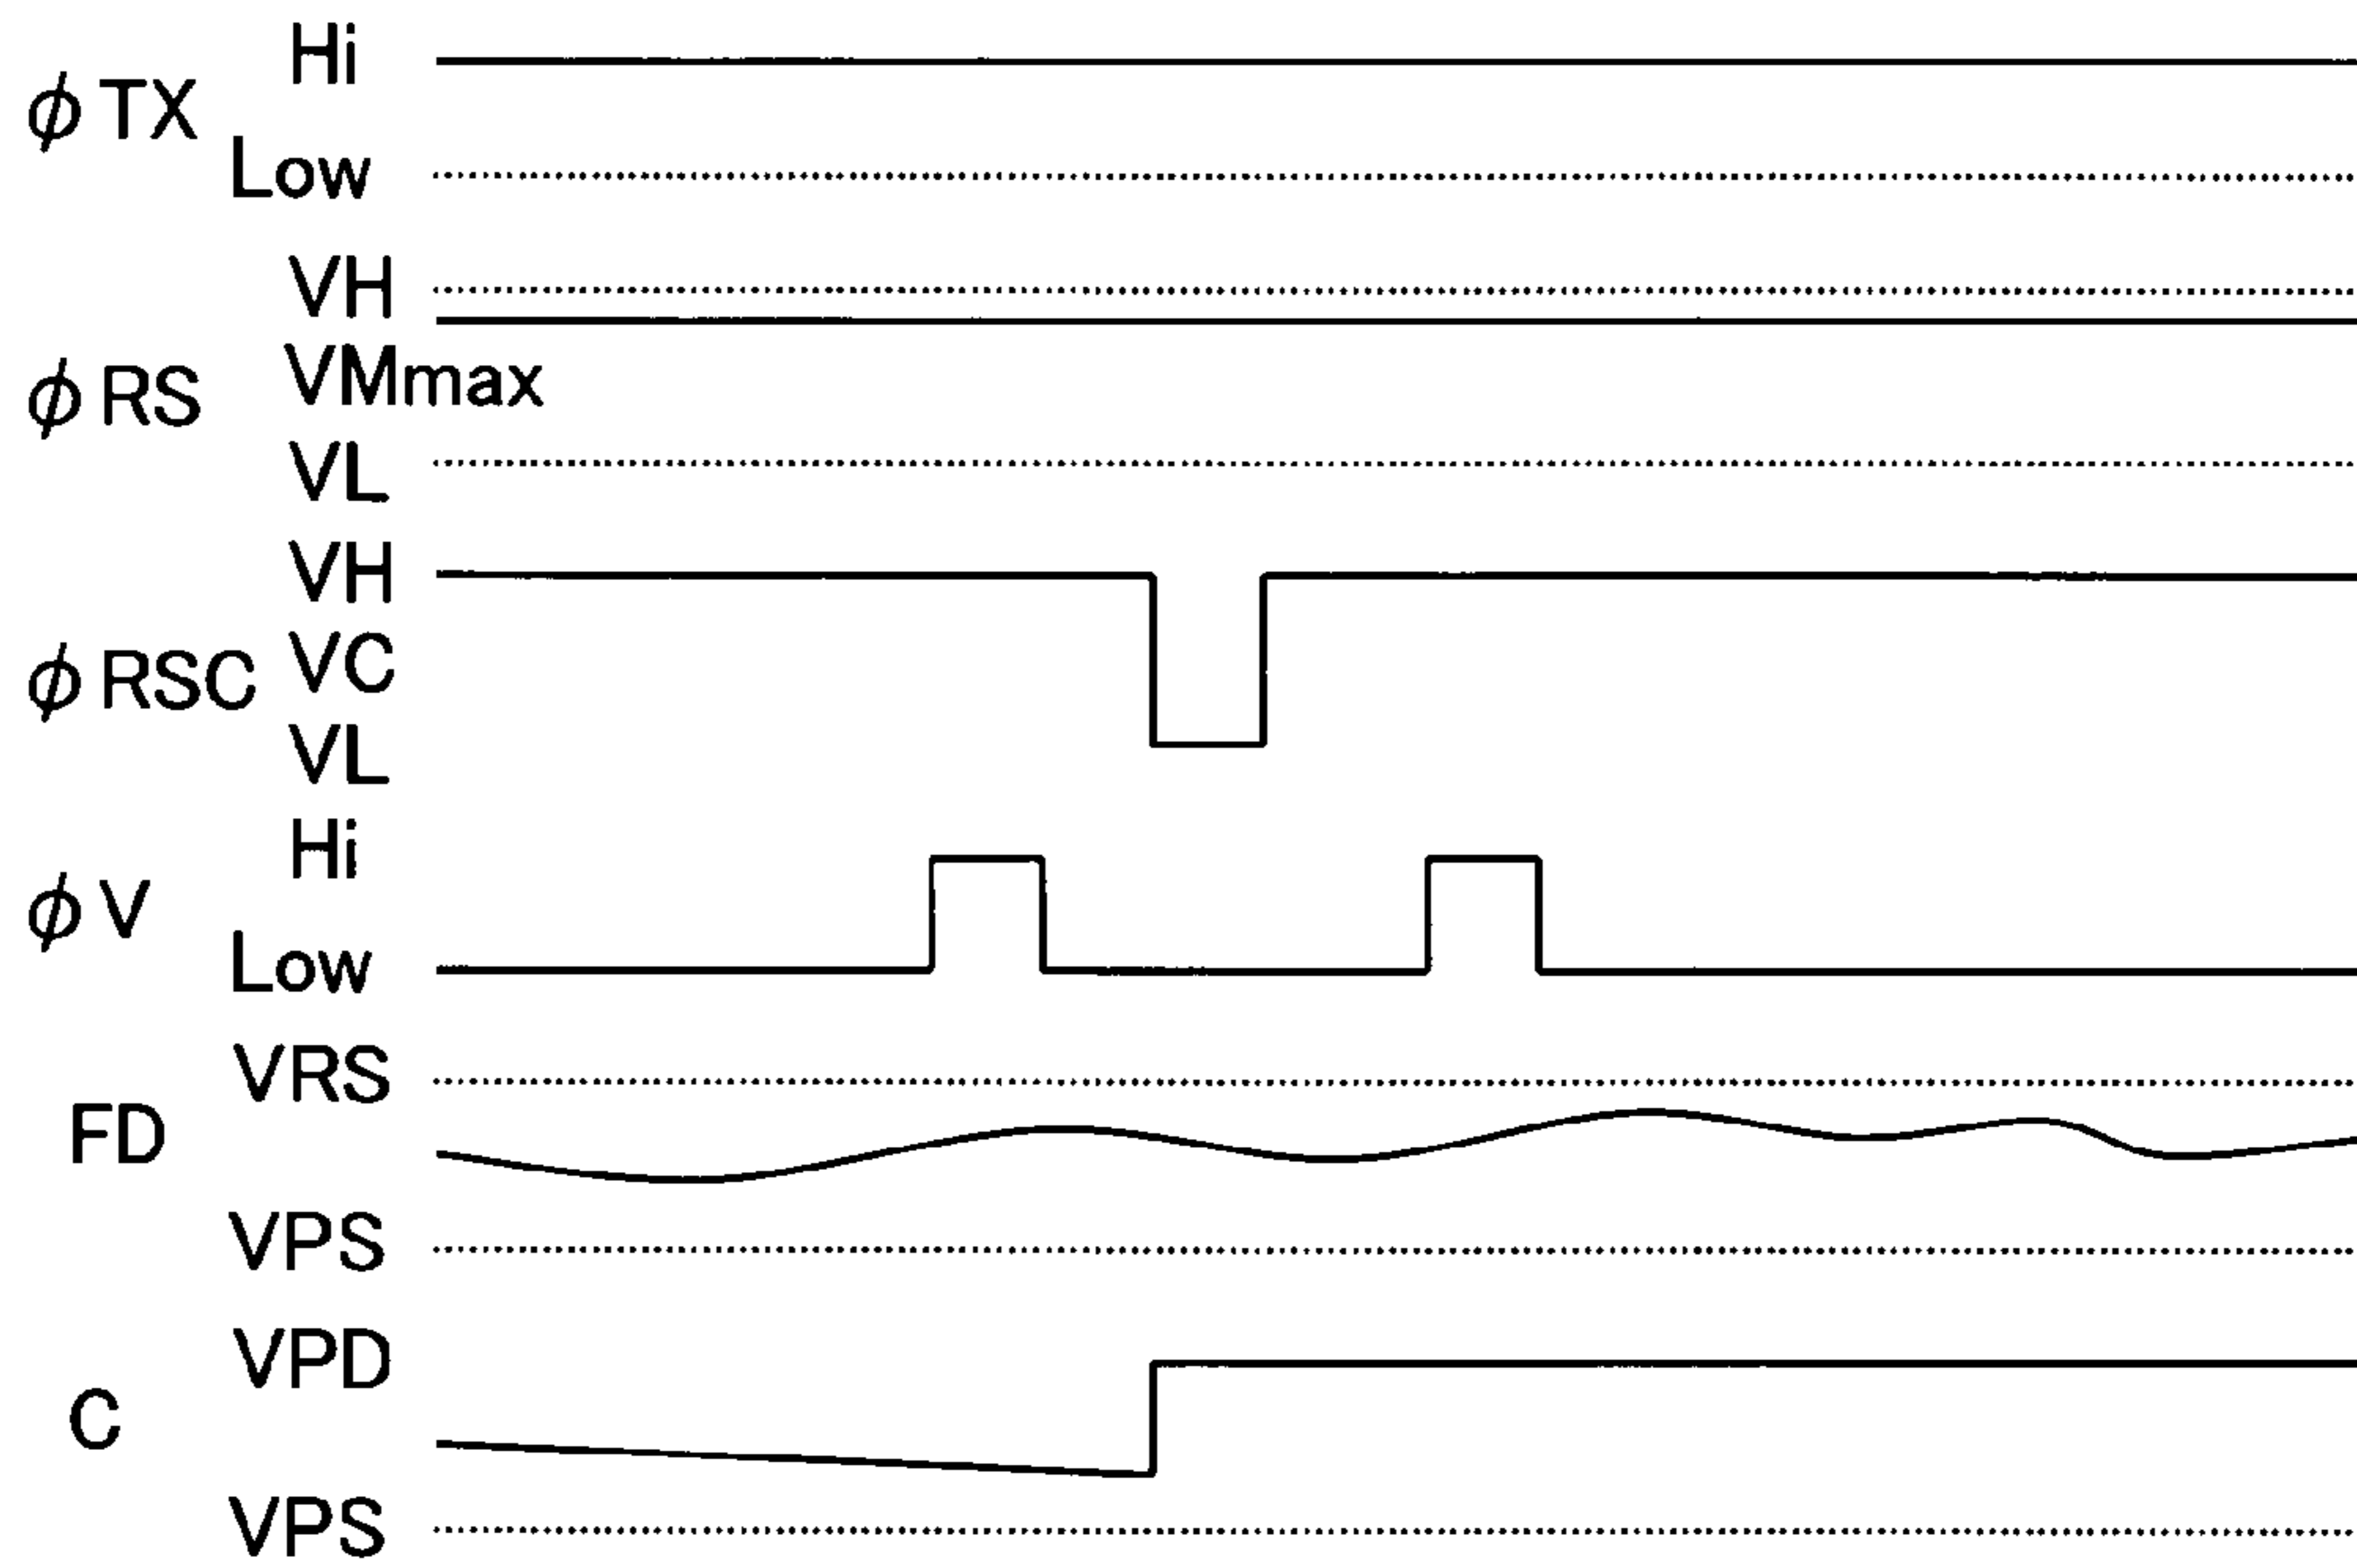 Hi
ϕTX
Low
VH
ϕRS VMmax
VL
VH
ϕRSC VC
VL
Hi
ϕV
Low
VRS
FD
VPS
VPD
C
VPS